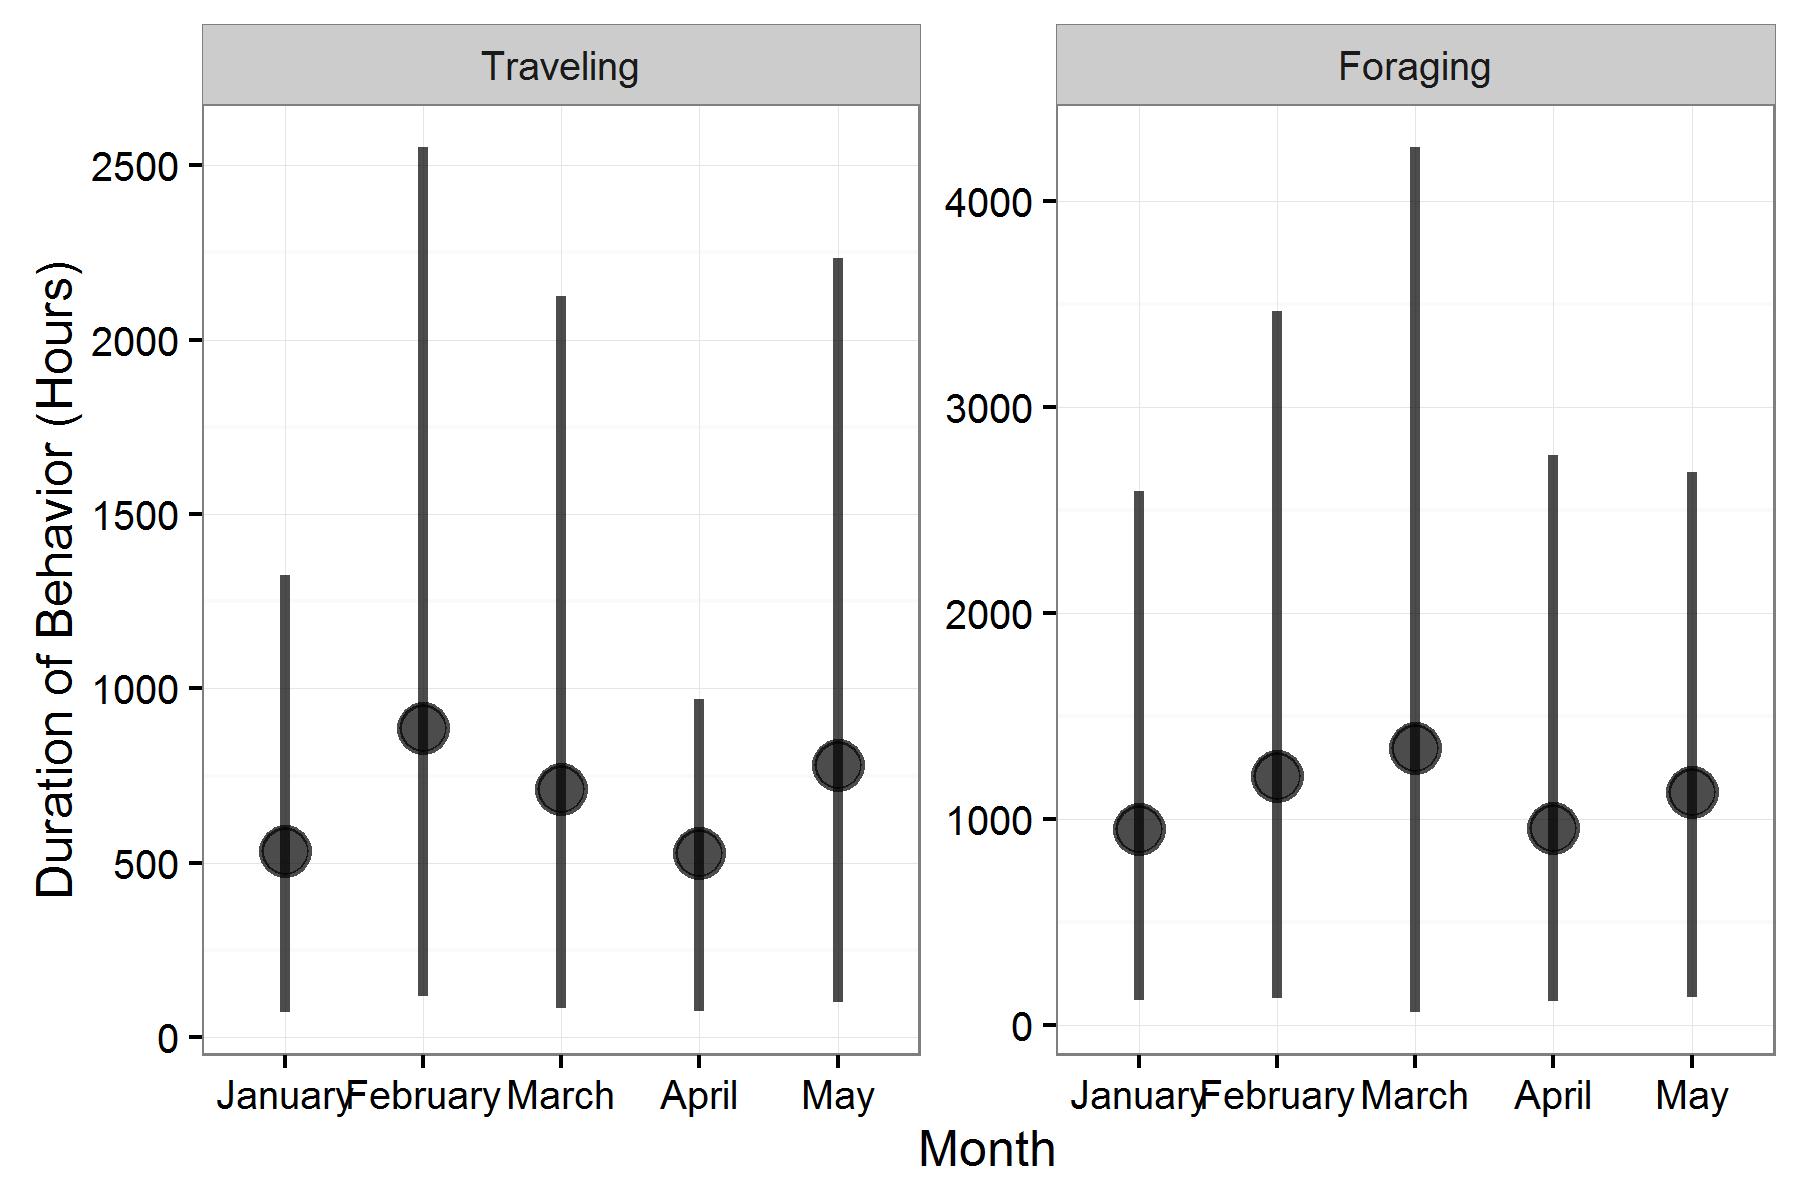 Traveling
Foraging
Duration of Behavior (Hours)
2500
2000
1500
1000
500
0
4000
3000
2000
1000
0
January February March April May
January February March April May
Month